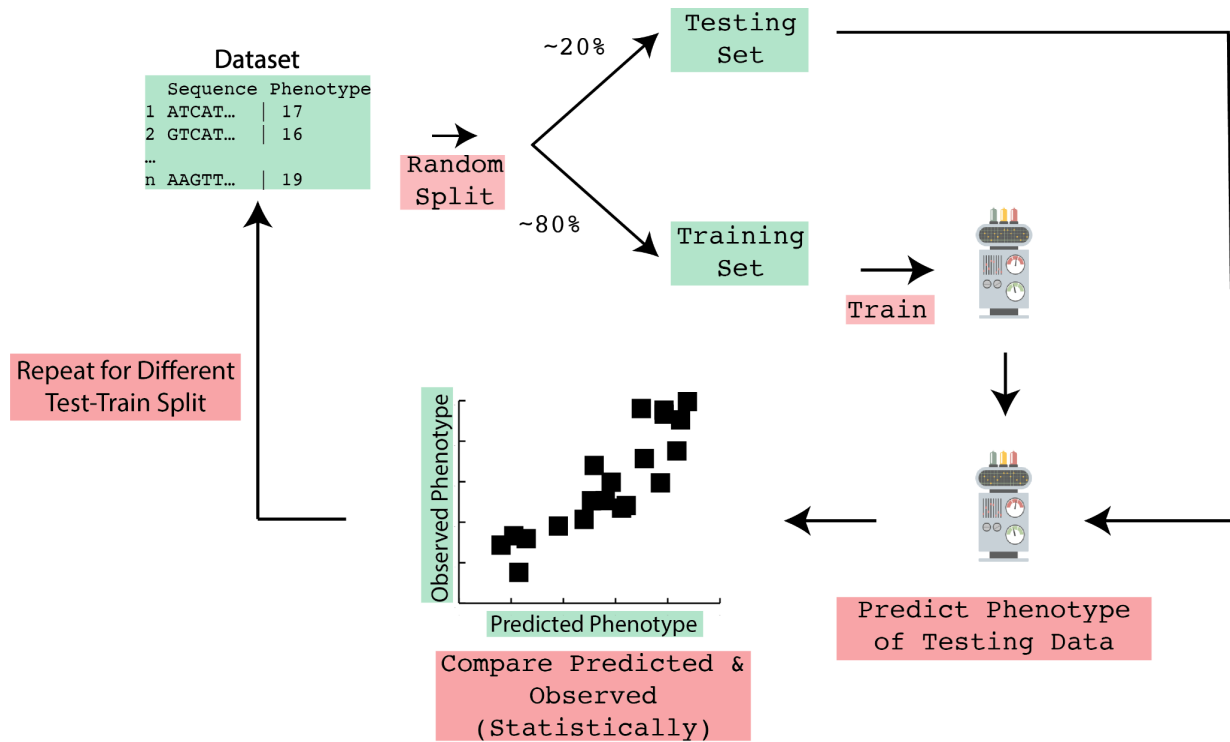 Dataset
Sequence Phenotype
1 ATCAT… | 17
2 GTCAT… | 16
…
n AAGTT… | 19
Random
Split
~20%
~80%
Testing
Set
Training
Set
Train
Predict Phenotype
of Testing Data
Observed Phenotype
Predicted Phenotype
Compare Predicted &
Observed
(Statistically)
Repeat for Different
Test-Train Split